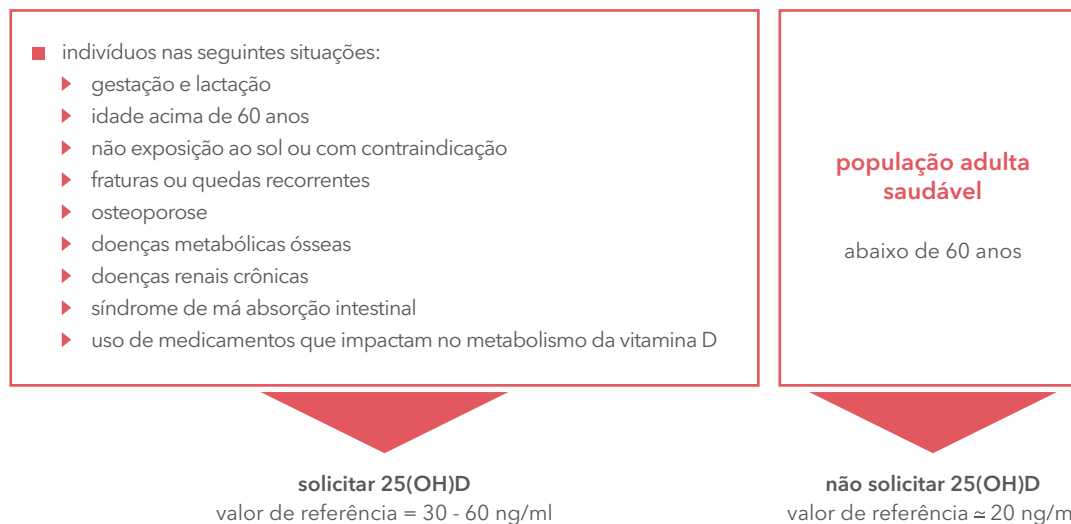 indivíduos nas seguintes situações:
gestação e lactação
idade acima de 60 anos
não exposição ao sol ou com contraindicação
fraturas ou quedas recorrentes
osteoporose
doenças metabólicas ósseas
doenças renais crônicas
síndrome de má absorção intestinal
uso de medicamentos que impactam no metabolismo da vitamina D
solicitar 25(OH)D
valor de referência = 30 - 60 ng/ml
população adulta
saudável
abaixo de 60 anos
não solicitar 25(OH)D
valor de referência ≃ 20 ng/m